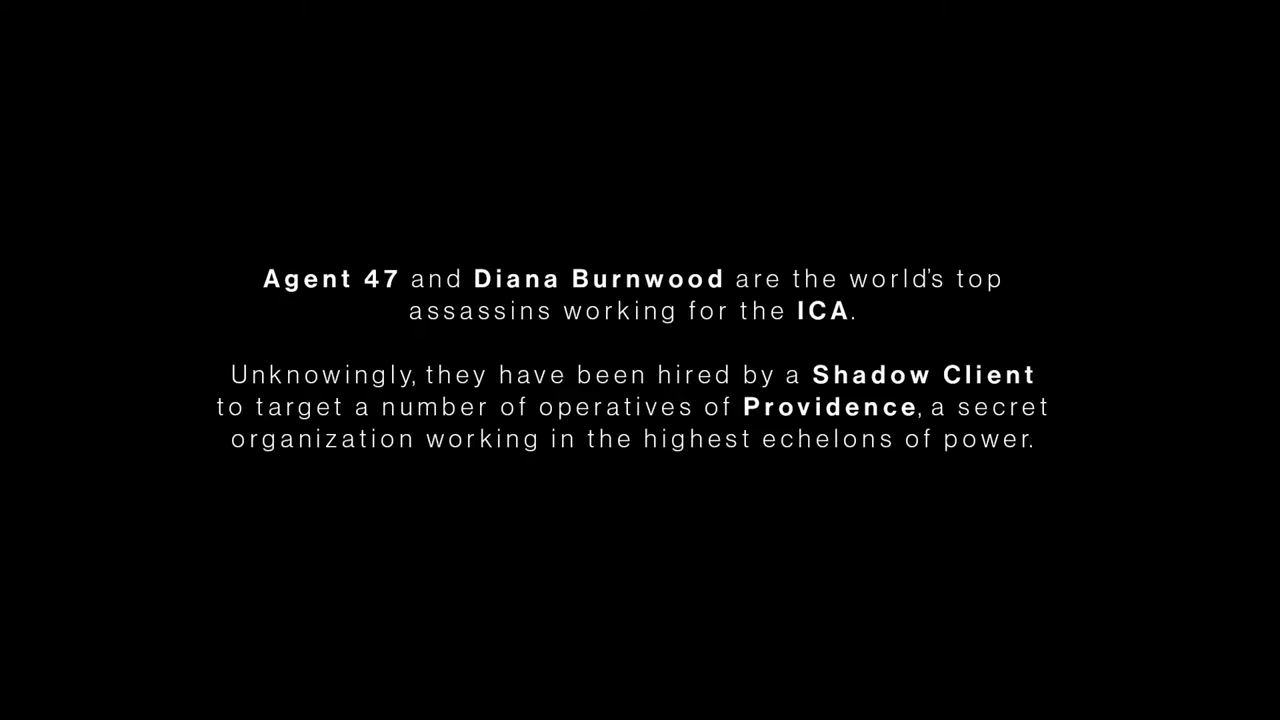 Agent 47 and Diana Burnwood are the world's top
assassins working for the ICA.
Unknowingly, they have been hired by a Shadow Client
to target a number of operatives of Providence, a secret
organization working in the highest echelons of power.